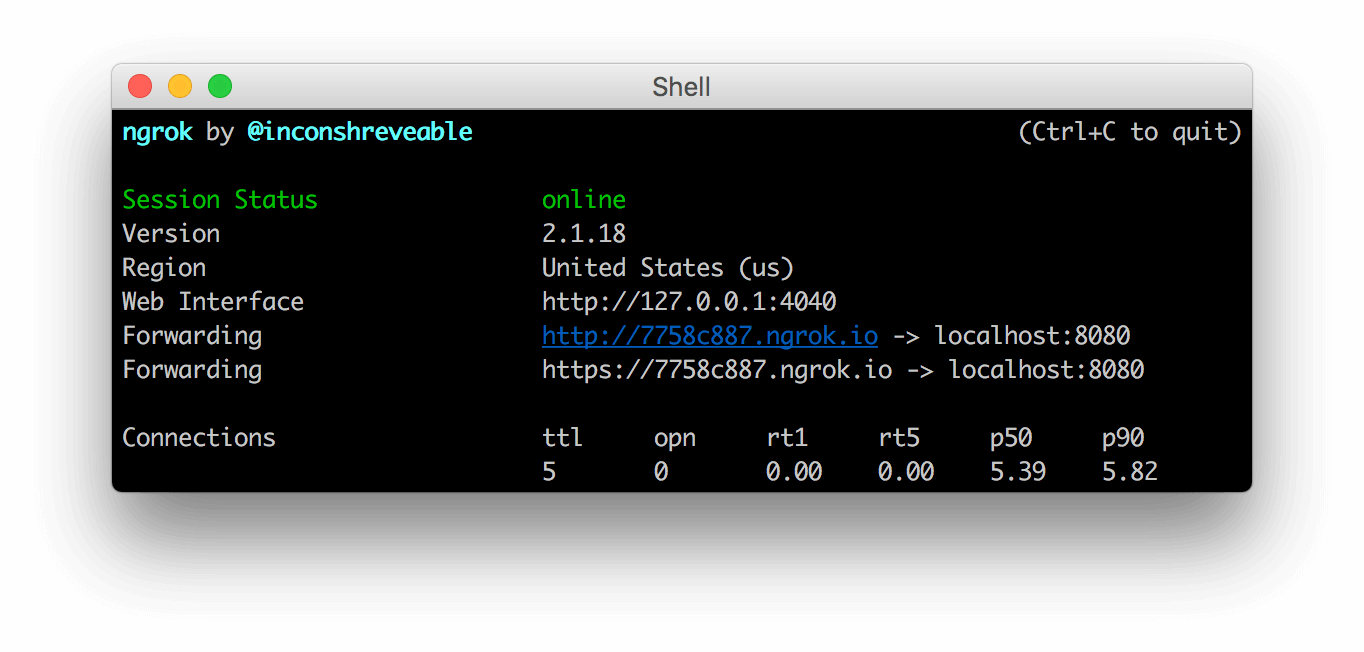 Shell
ngrok by @inconshreveable (Ctrl+C to quit)
Session Status online
Version 2.1.18
Region United States (us)
Web Interface http://127.0.0.1:4040
Forwarding http://7758c887.ngrok.io -> localhost:8080
Forwarding https://7758c887.ngrok.io -> localhost:8080
Connections ttl opn rt1 rt5 p50 p90
5 0 0.00 0.00 5.39 5.82